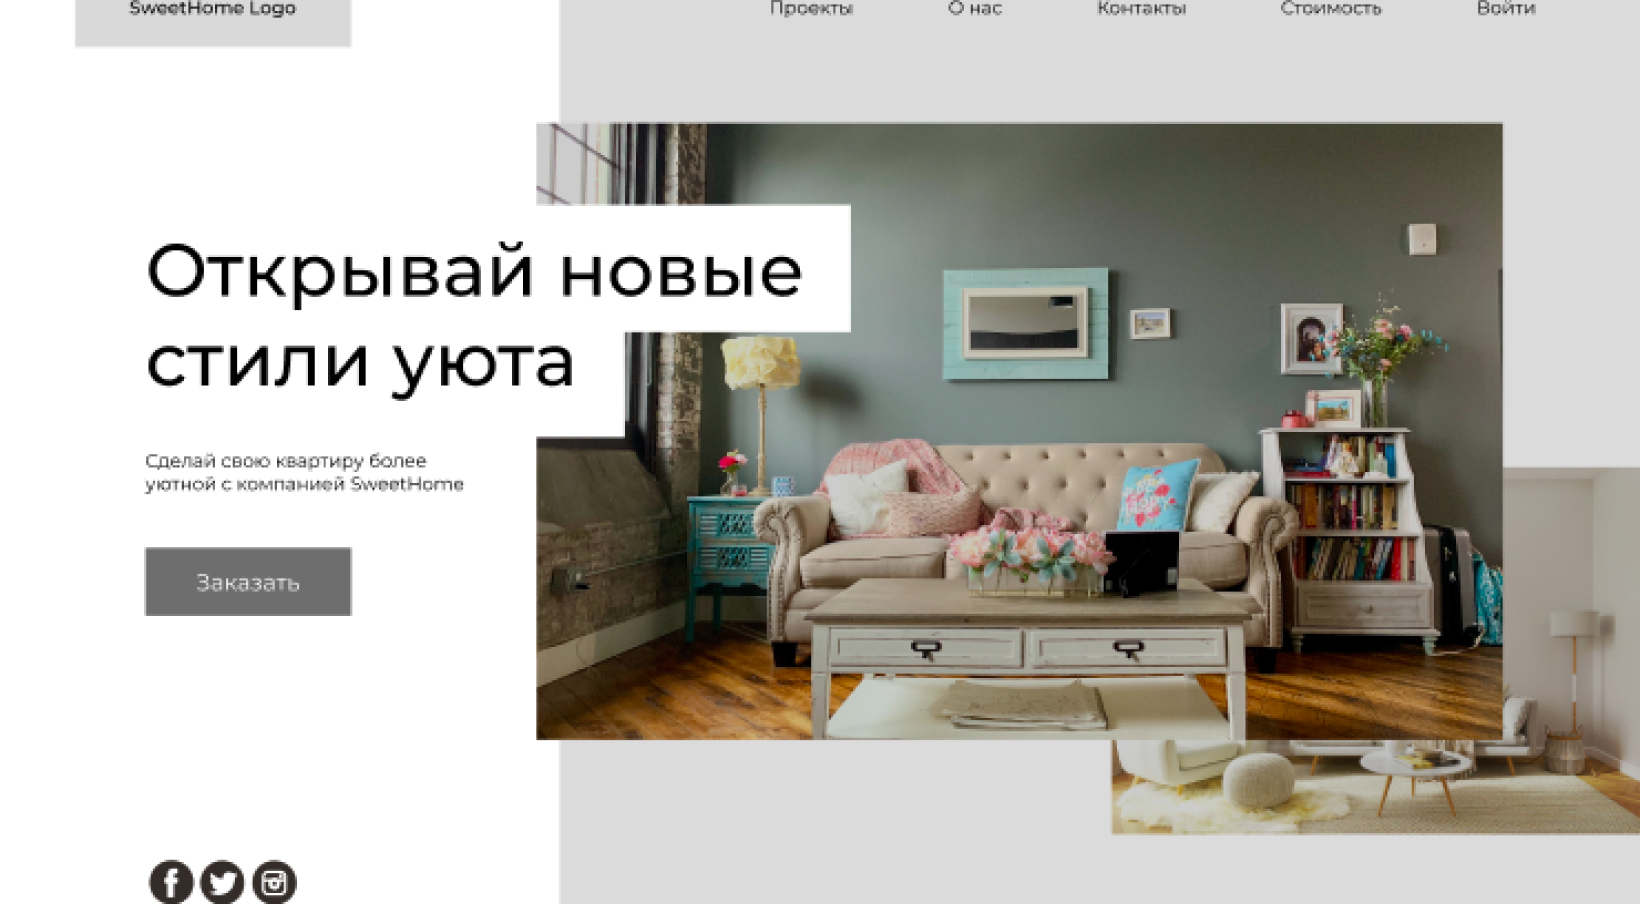 SweetHome Logo
Проекты
О нас
Контакты
Стоимость
Войти
Открывай новые
стили уюта
Сделай свою квартиру более
уютной с компанией SweetHome
Заказать